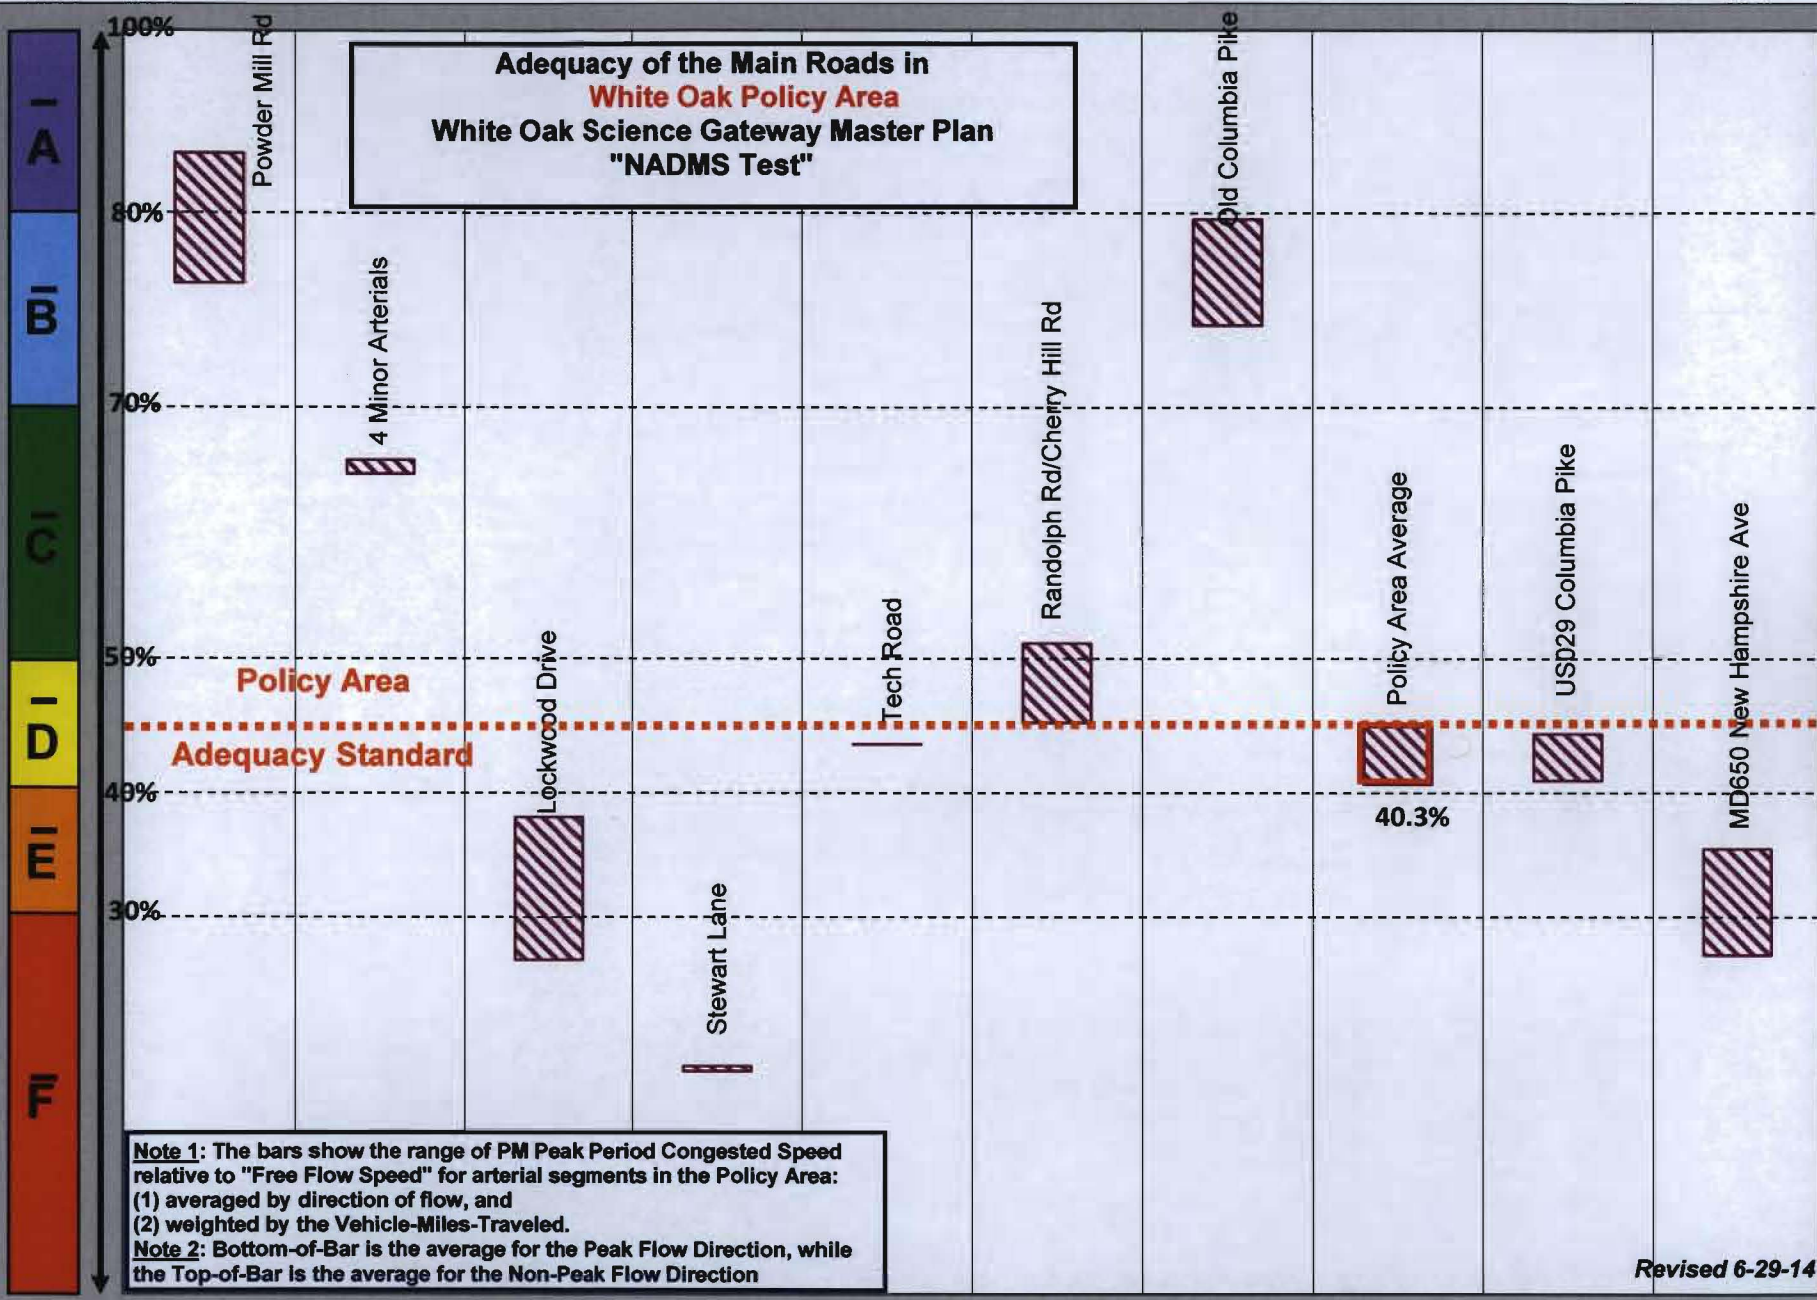 100%
80%
70%
50%
40%
30%
A
B
C
D
E
F
Adequacy of the Main Roads in
White Oak Policy Area
White Oak Science Gateway Master Plan
"NADMS Test"
Powder Mill Rd
4 Minor Arterials
Lockwood Drive
Stewart Lane
Tech Road
Randolph Rd/Cherry Hill Rd
Old Columbia Pike
Policy Area Average
USD29 Columbia Pike
MD650 New Hampshire Ave
Policy Area
Adequacy Standard
40.3%
Note 1: The bars show the range of PM Peak Period Congested Speed
relative to "Free Flow Speed" for arterial segments in the Policy Area:
(1) averaged by direction of flow, and
(2) weighted by the Vehicle-Miles-Traveled.
Note 2: Bottom-of-Bar is the average for the Peak Flow Direction, while
the Top-of-Bar is the average for the Non-Peak Flow Direction
Revised 6-29-14